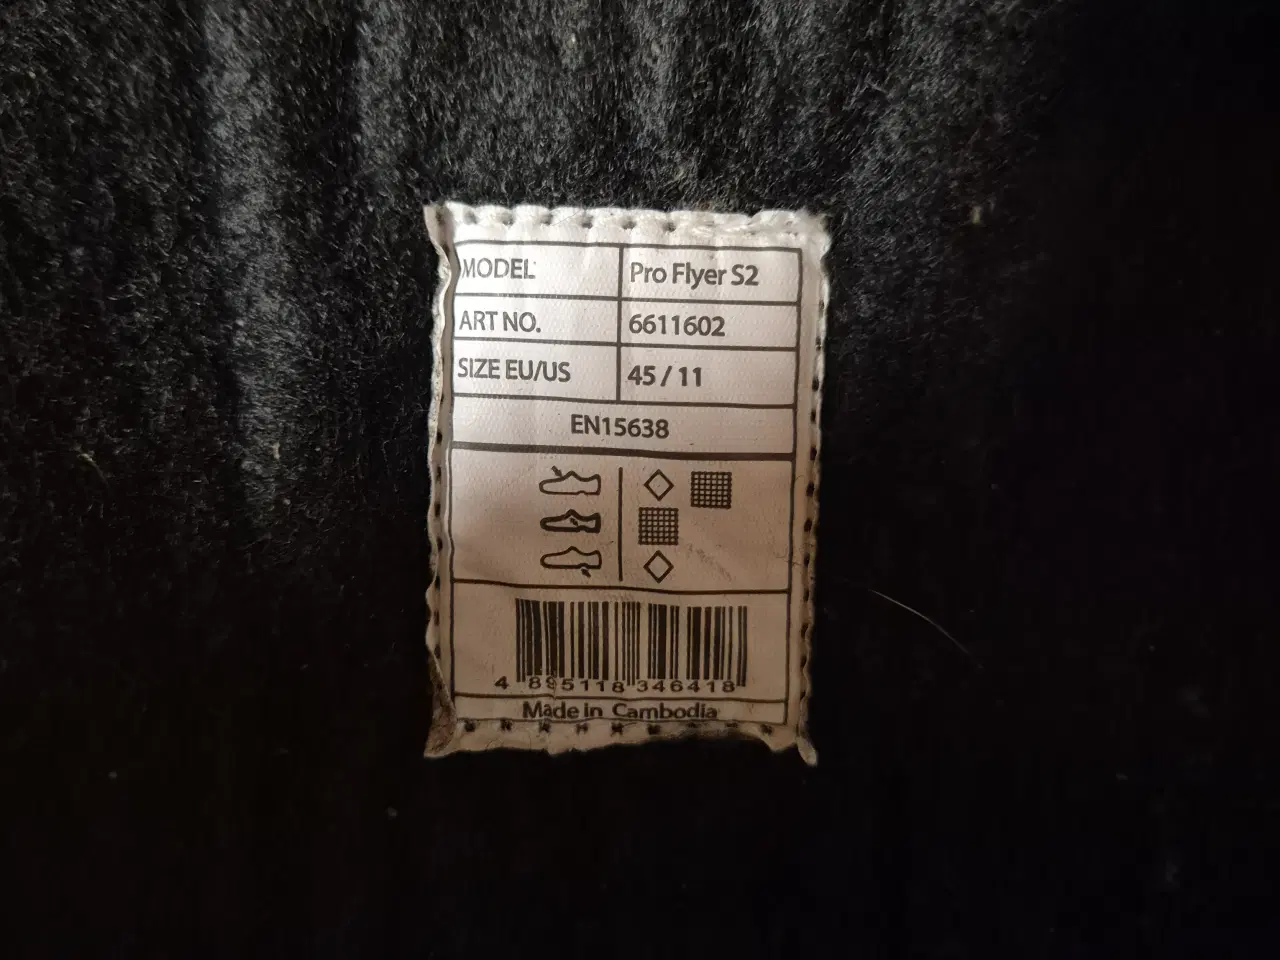 MODEL Pro Flyer S2
ART NO. 6611602
SIZE EU/US 45 / 11
EN15638
4 895118 346418
Made in Cambodia